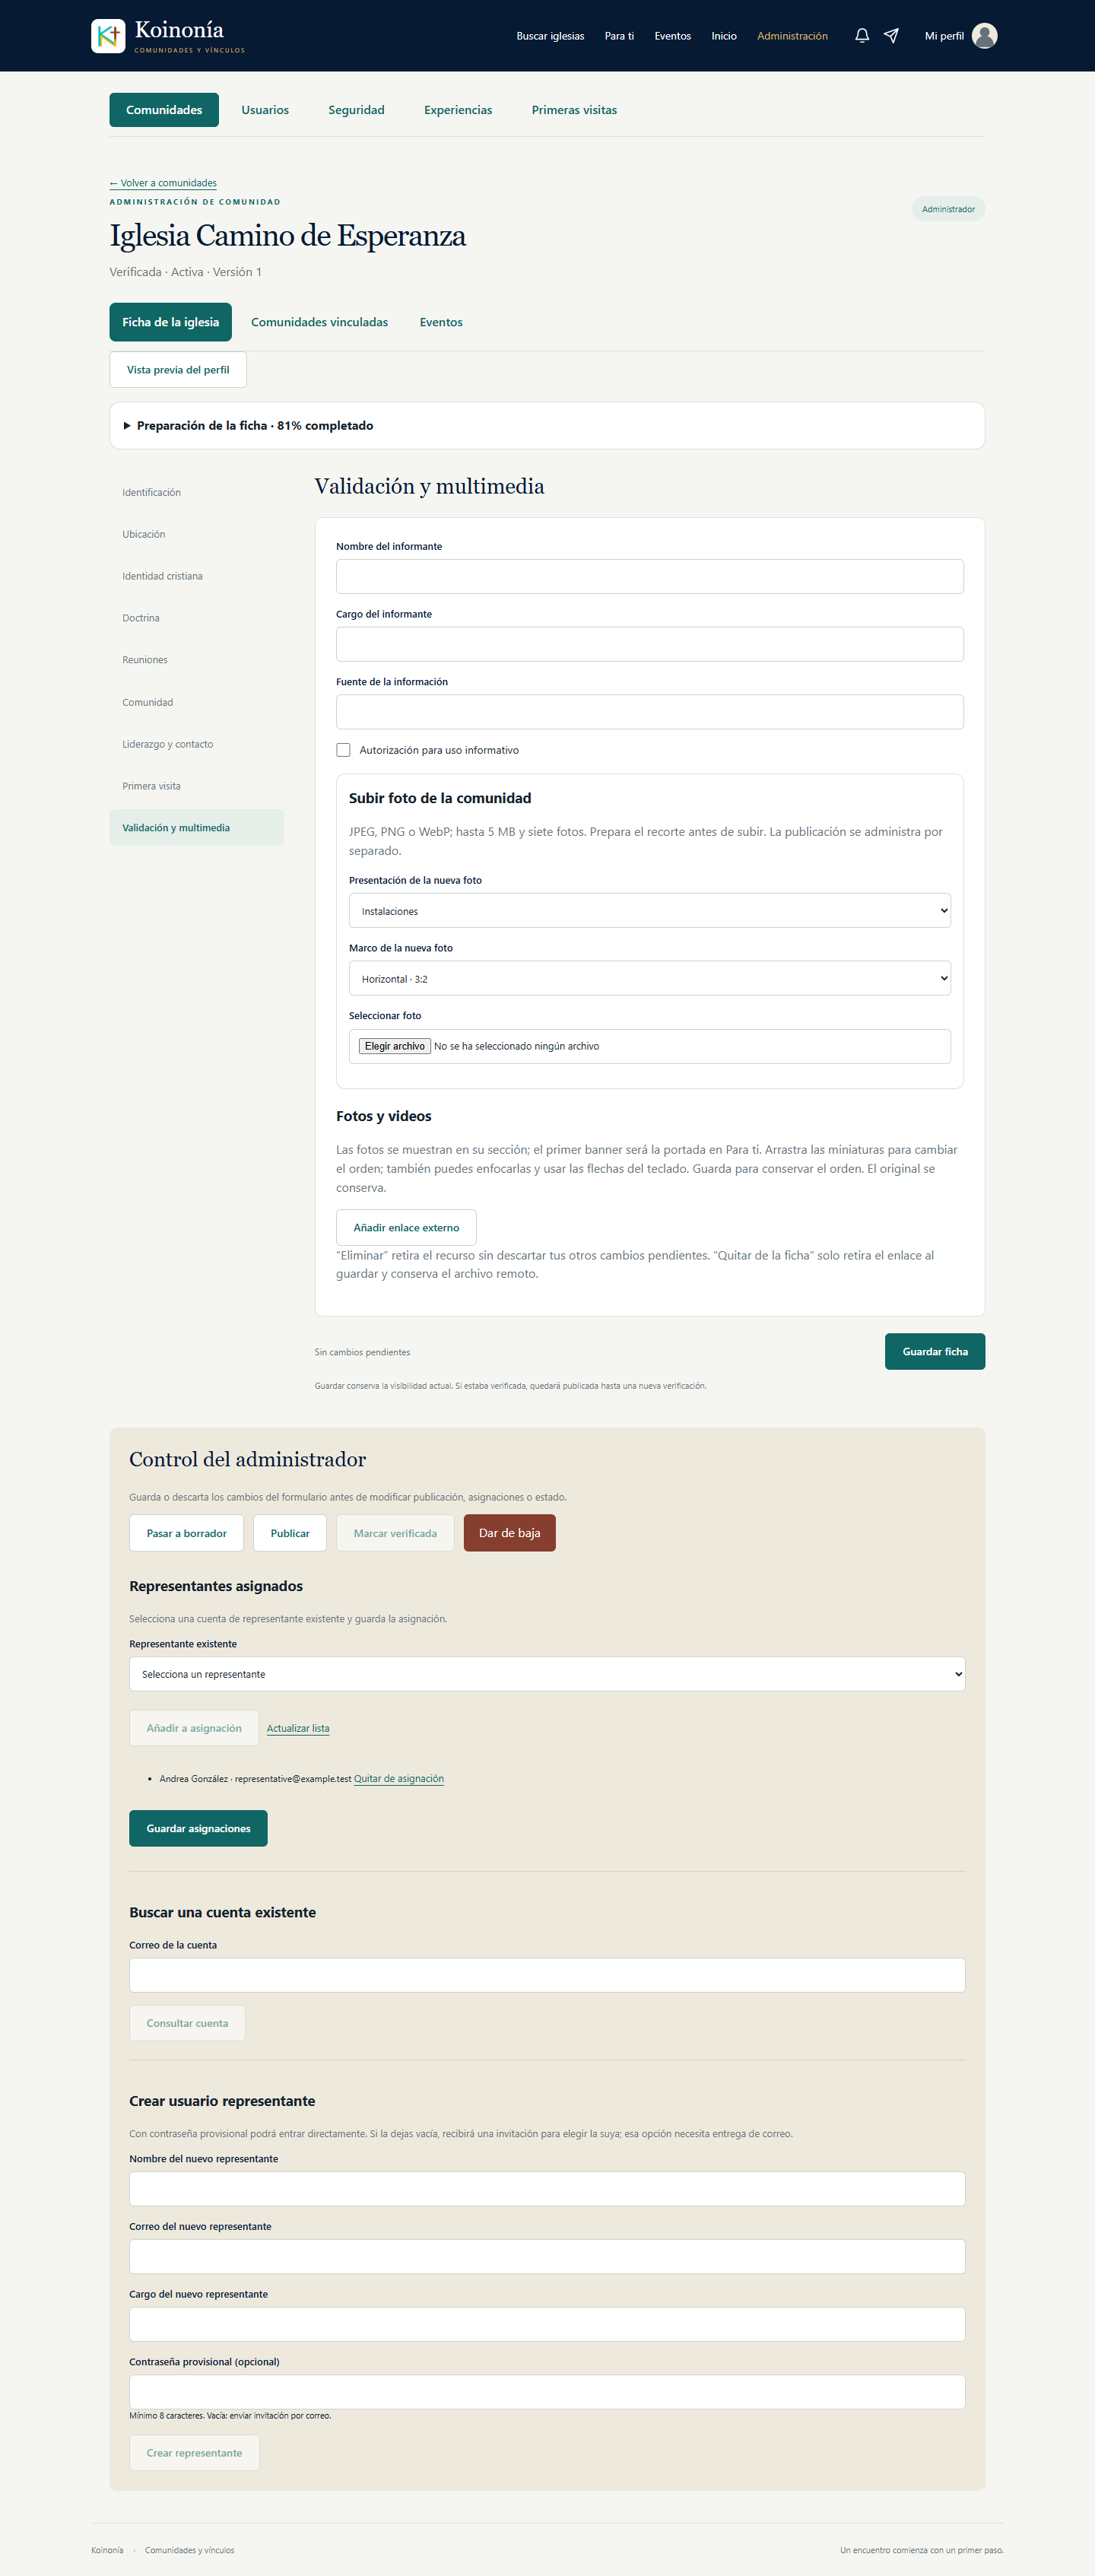 Koinonía
COMUNIDADES Y VÍNCULOS
Buscar iglesias
Para ti
Eventos
Inicio
Administración
Mi perfil
Comunidades
Usuarios
Seguridad
Experiencias
Primeras visitas
← Volver a comunidades
ADMINISTRACIÓN DE COMUNIDAD
Administrador
Iglesia Camino de Esperanza
Verificada · Activa · Versión 1
Ficha de la iglesia
Comunidades vinculadas
Eventos
Vista previa del perfil
Preparación de la ficha · 81% completado
Identificación
Ubicación
Identidad cristiana
Doctrina
Reuniones
Comunidad
Liderazgo y contacto
Primera visita
Validación y multimedia
Validación y multimedia
Nombre del informante
Cargo del informante
Fuente de la información
Autorización para uso informativo
Subir foto de la comunidad
JPEG, PNG o WebP; hasta 5 MB y siete fotos. Prepara el recorte antes de subir. La publicación se administra por
separado.
Presentación de la nueva foto
Instalaciones
Marco de la nueva foto
Horizontal · 3:2
Seleccionar foto
Elegir archivo No se ha seleccionado ningún archivo
Fotos y videos
Las fotos se muestran en su sección; el primer banner será la portada en Para ti. Arrastra las miniaturas para cambiar
el orden; también puedes enfocarlas y usar las flechas del teclado. Guarda para conservar el orden. El original se
conserva.
Añadir enlace externo
“Eliminar” retira el recurso sin descartar tus otros cambios pendientes. “Quitar de la ficha” solo retira el enlace al
guardar y conserva el archivo remoto.
Sin cambios pendientes
Guardar ficha
Guardar conserva la visibilidad actual. Si estaba verificada, quedará publicada hasta una nueva verificación.
Control del administrador
Guarda o descarta los cambios del formulario antes de modificar publicación, asignaciones o estado.
Pasar a borrador
Publicar
Marcar verificada
Dar de baja
Representantes asignados
Selecciona una cuenta de representante existente y guarda la asignación.
Representante existente
Selecciona un representante
Añadir a asignación
Actualizar lista
• Andrea González · representative@example.test Quitar de asignación
Guardar asignaciones
Buscar una cuenta existente
Correo de la cuenta
Consultar cuenta
Crear usuario representante
Con contraseña provisional podrá entrar directamente. Si la dejas vacía, recibirá una invitación para elegir la suya; esa opción necesita entrega de correo.
Nombre del nuevo representante
Correo del nuevo representante
Cargo del nuevo representante
Contraseña provisional (opcional)
Mínimo 8 caracteres. Vacía: enviar invitación por correo.
Crear representante
Koinonía · Comunidades y vínculos
Un encuentro comienza con un primer paso.